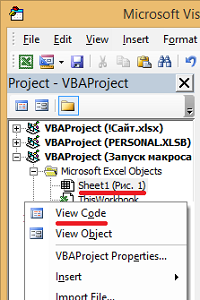 Microsoft Vis
File Edit View Insert Format
Project - VBAProject
VBAProject (!Сайт.xlsx)
VBAProject (PERSONAL.XLSB)
VBAProject (Запуск макроса
Microsoft Excel Objects
Sheet1 (Рис. 1)
ThisWorkbook
View Code
View Object
VBAProject Properties...
Insert
Import File...